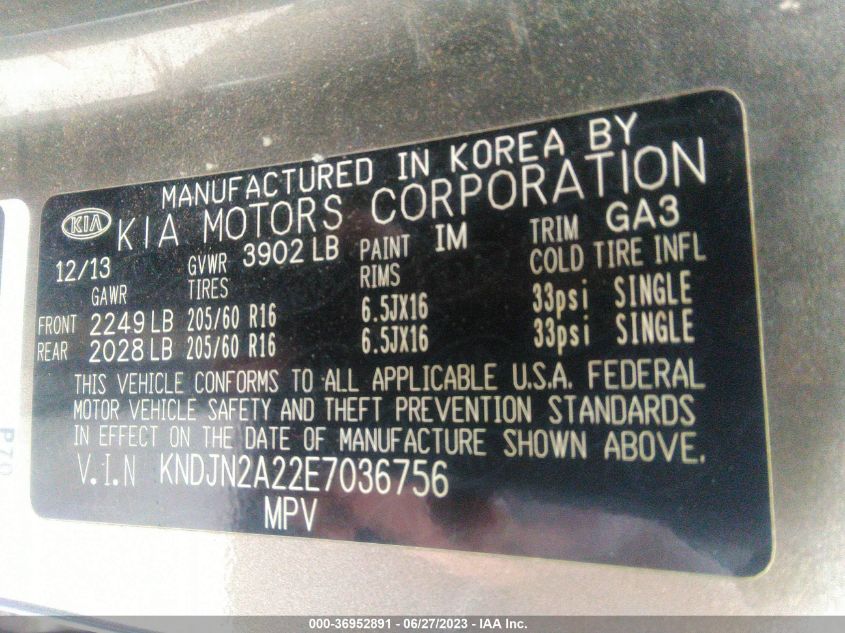 MANUFACTURED IN KOREA BY
KIA KIA MOTORS CORPORATION
12/13 GVWR 3902 LB PAINT IM TRIM GA3
GAWR TIRES RIMS COLD TIRE INFL
FRONT 2249 LB 205/60 R16 6.5JX16 33psi SINGLE
REAR 2028 LB 205/60 R16 6.5JX16 33psi SINGLE
THIS VEHICLE CONFORMS TO ALL APPLICABLE U.S.A. FEDERAL
MOTOR VEHICLE SAFETY AND THEFT PREVENTION STANDARDS
IN EFFECT ON THE DATE OF MANUFACTURE SHOWN ABOVE.
V.I.N KNDJN2A22E7036756
MPV
P70
000-36952891 - 06/27/2023 - IAA Inc.